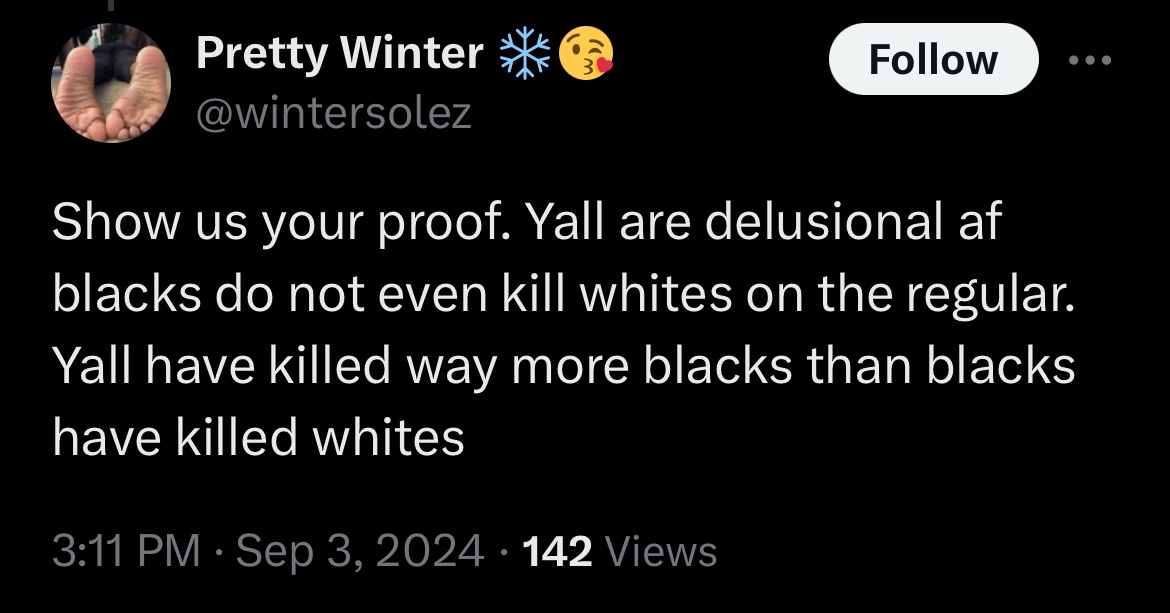 Pretty Winter ❄️😘
@wintersolez
Follow
Show us your proof. Yall are delusional af
blacks do not even kill whites on the regular.
Yall have killed way more blacks than blacks
have killed whites
3:11 PM · Sep 3, 2024 · 142 Views